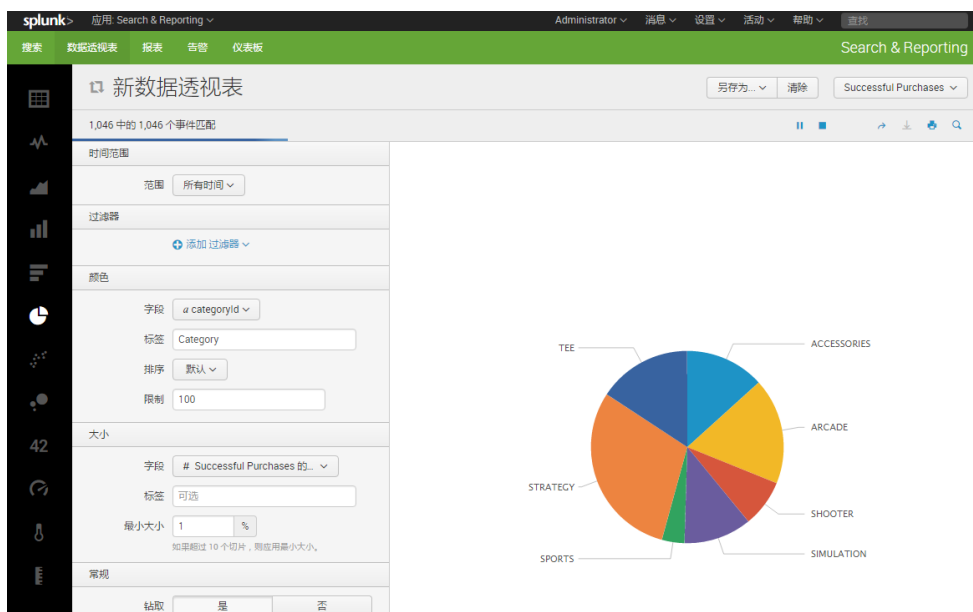 splunk> 应用: Search & Reporting Administrator 消息 设置 活动 帮助 查找
搜索 数据透视表 报表 告警 仪表板 Search & Reporting
新数据透视表 另存为... 清除 Successful Purchases
1,046 中的 1,046 个事件匹配
时间范围
范围 所有时间
过滤器
添加 过滤器
颜色
字段 a categoryId
标签 Category
排序 默认
限制 100
大小
字段 # Successful Purchases 的...
标签 可选
最小大小 1 %
如果超过 10 个切片，则应用最小大小。
常规
钻取 是 否
42
TEE
ACCESSORIES
ARCADE
STRATEGY
SHOOTER
SPORTS
SIMULATION